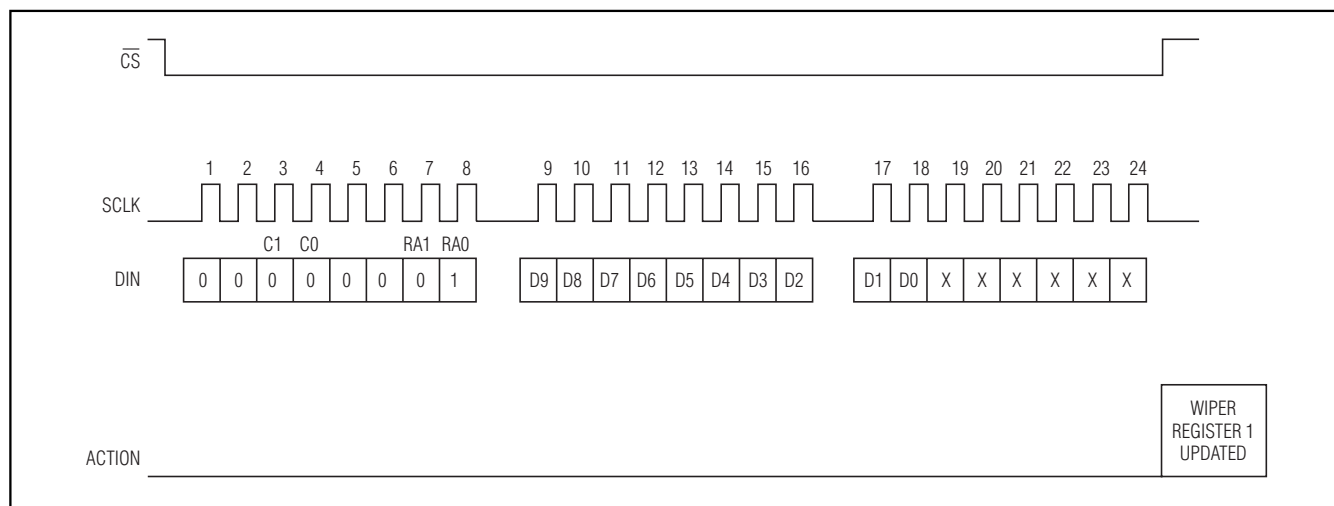 C̅S̅
1 2 3 4 5 6 7 8 9 10 11 12 13 14 15 16 17 18 19 20 21 22 23 24
SCLK
C1 C0 RA1 RA0
DIN 0 0 0 0 0 0 0 1 D9 D8 D7 D6 D5 D4 D3 D2 D1 D0 X X X X X X
WIPER
REGISTER 1
UPDATED
ACTION